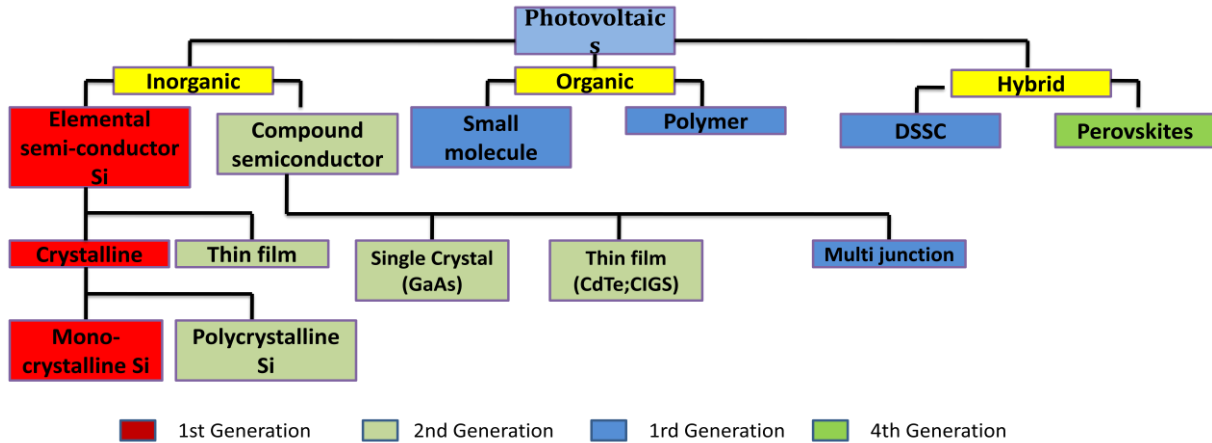 Photovoltaic
s
Inorganic
Organic
Hybrid
Elemental
semi-conductor
Si
Compound
semiconductor
Small
molecule
Polymer
DSSC
Perovskites
Crystalline
Thin film
Single Crystal
(GaAs)
Thin film
(CdTe;CIGS)
Multi junction
Mono-
crystalline Si
Polycrystalline
Si
1st Generation
2nd Generation
1rd Generation
4th Generation